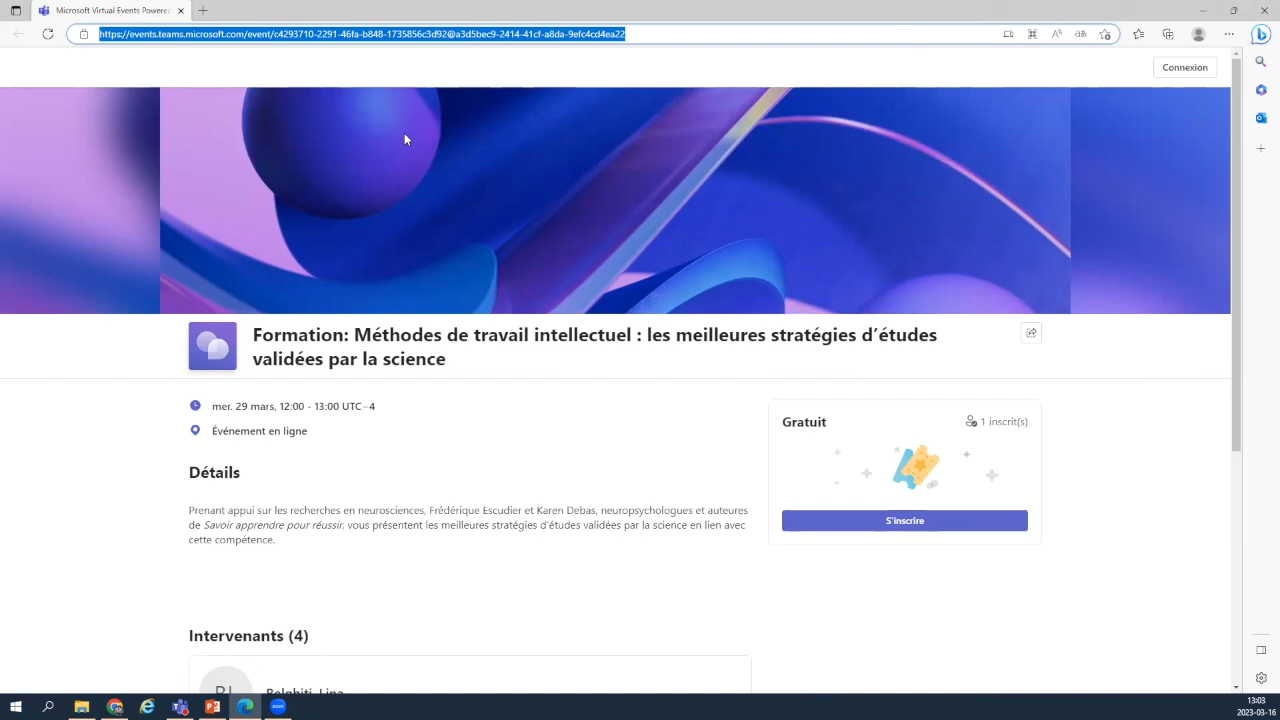 Microsoft Virtual Events Powered
https://events.teams.microsoft.com/event/c4293710-2291-46fa-b848-1735856c3d92@a3d5bec9-2414-41cf-a8da-9efc4cd4ea22
Connexion
Formation: Méthodes de travail intellectuel : les meilleures stratégies d’études
validées par la science
mer. 29 mars, 12:00 - 13:00 UTC−4
Événement en ligne
Gratuit
1 inscrit(s)
S'inscrire
Détails
Prenant appui sur les recherches en neurosciences, Frédérique Escudier et Karen Debas, neuropsychologues et auteures
de Savoir apprendre pour réussir, vous présentent les meilleures stratégies d’études validées par la science en lien avec
cette compétence.
Intervenants (4)
Belghiti, Lina
13:03
2023-03-16